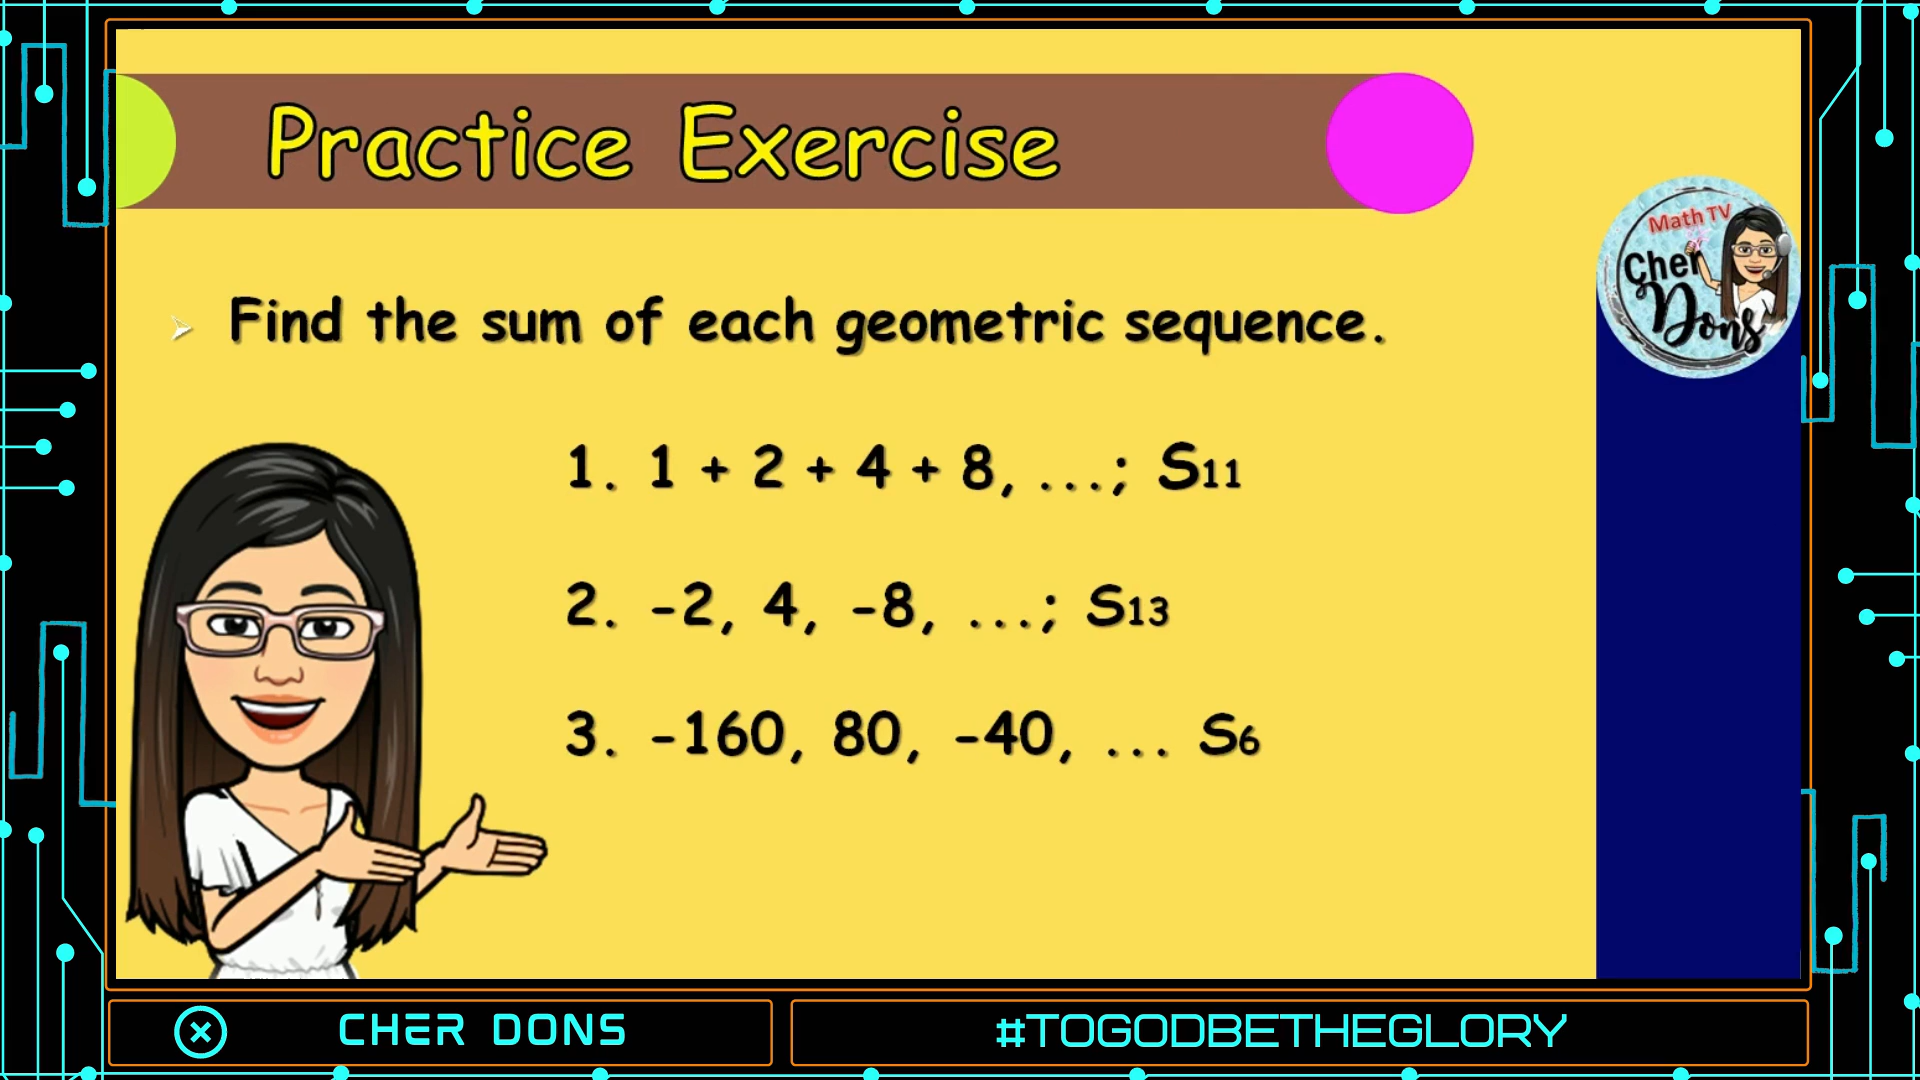 Practice Exercise
Math TV
Cher
Dons
➢ Find the sum of each geometric sequence.
1. 1 + 2 + 4 + 8, ...; S₁₁
2. -2, 4, -8, ...; S₁₃
3. -160, 80, -40, ... S₆
CHER DONS
#TOGODBETHEGLORY